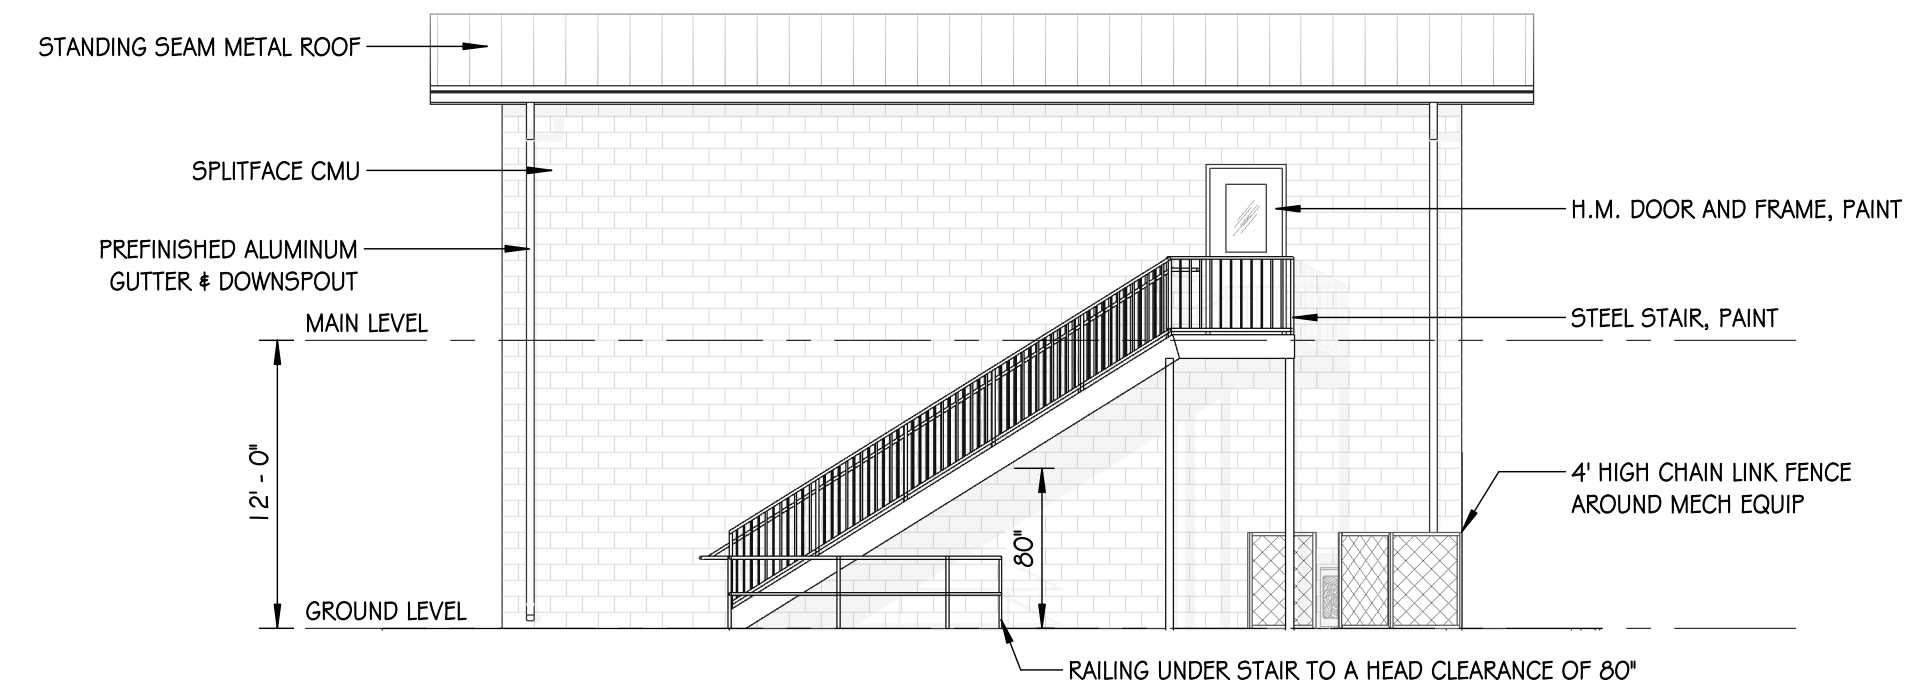 STANDING SEAM METAL ROOF
SPLITFACE CMU
H.M. DOOR AND FRAME, PAINT
PREFINISHED ALUMINUM
GUTTER & DOWNSPOUT
MAIN LEVEL
STEEL STAIR, PAINT
12' - 0"
4' HIGH CHAIN LINK FENCE
AROUND MECH EQUIP
80"
GROUND LEVEL
RAILING UNDER STAIR TO A HEAD CLEARANCE OF 80"